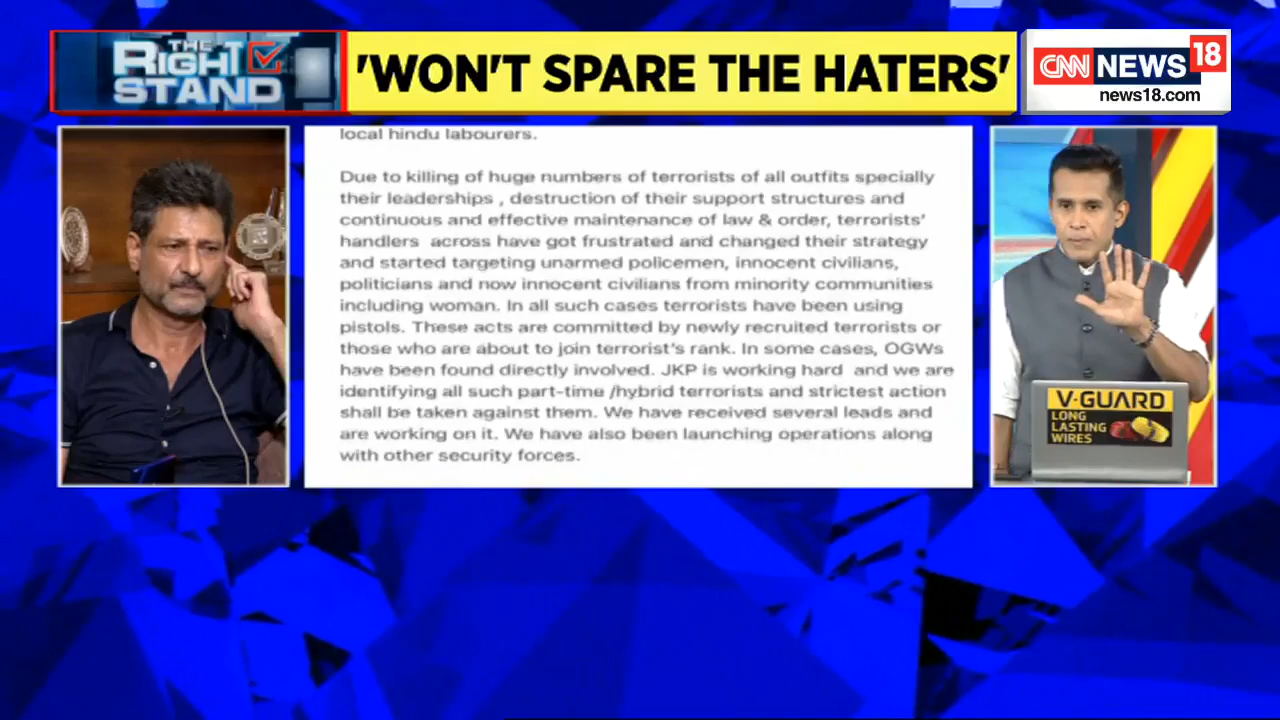 THE
RIGHT
STAND
'WON'T SPARE THE HATERS'
CNN NEWS 18
news18.com
local hindu labourers.
Due to killing of huge numbers of terrorists of all outfits specially
their leaderships , destruction of their support structures and
continuous and effective maintenance of law & order, terrorists'
handlers across have got frustrated and changed their strategy
and started targeting unarmed policemen, innocent civilians,
politicians and now innocent civilians from minority communities
including woman. In all such cases terrorists have been using
pistols. These acts are committed by newly recruited terrorists or
those who are about to join terrorist's rank. In some cases, OGWs
have been found directly involved. JKP is working hard and we are
identifying all such part-time /hybrid terrorists and strictest action
shall be taken against them. We have received several leads and
are working on it. We have also been launching operations along
with other security forces.
V-GUARD
LONG
LASTING
WIRES